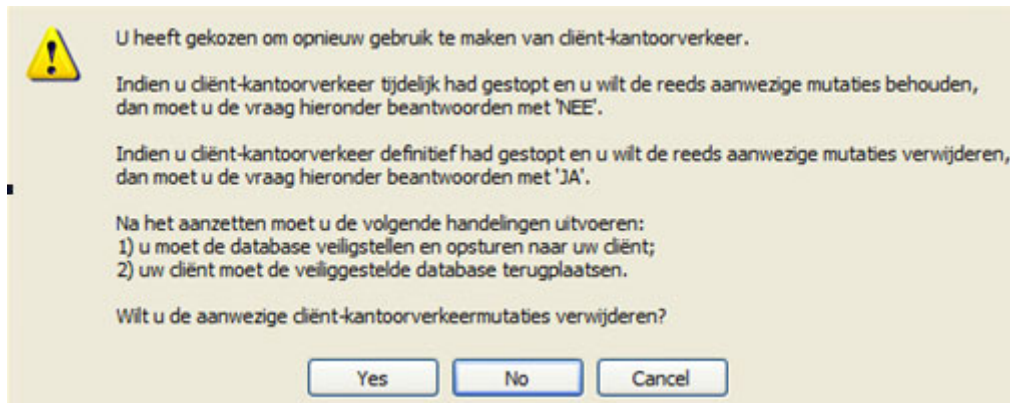 U heeft gekozen om opnieuw gebruik te maken van cliënt-kantoorverkeer.
Indien u cliënt-kantoorverkeer tijdelijk had gestopt en u wilt de reeds aanwezige mutaties behouden,
dan moet u de vraag hieronder beantwoorden met 'NEE'.
Indien u cliënt-kantoorverkeer definitief had gestopt en u wilt de reeds aanwezige mutaties verwijderen,
dan moet u de vraag hieronder beantwoorden met 'JA'.
Na het aanzetten moet u de volgende handelingen uitvoeren:
1) u moet de database veiligstellen en opsturen naar uw cliënt;
2) uw cliënt moet de veiliggestelde database terugplaatsen.
Wilt u de aanwezige cliënt-kantoorverkeermutaties verwijderen?
Yes No Cancel